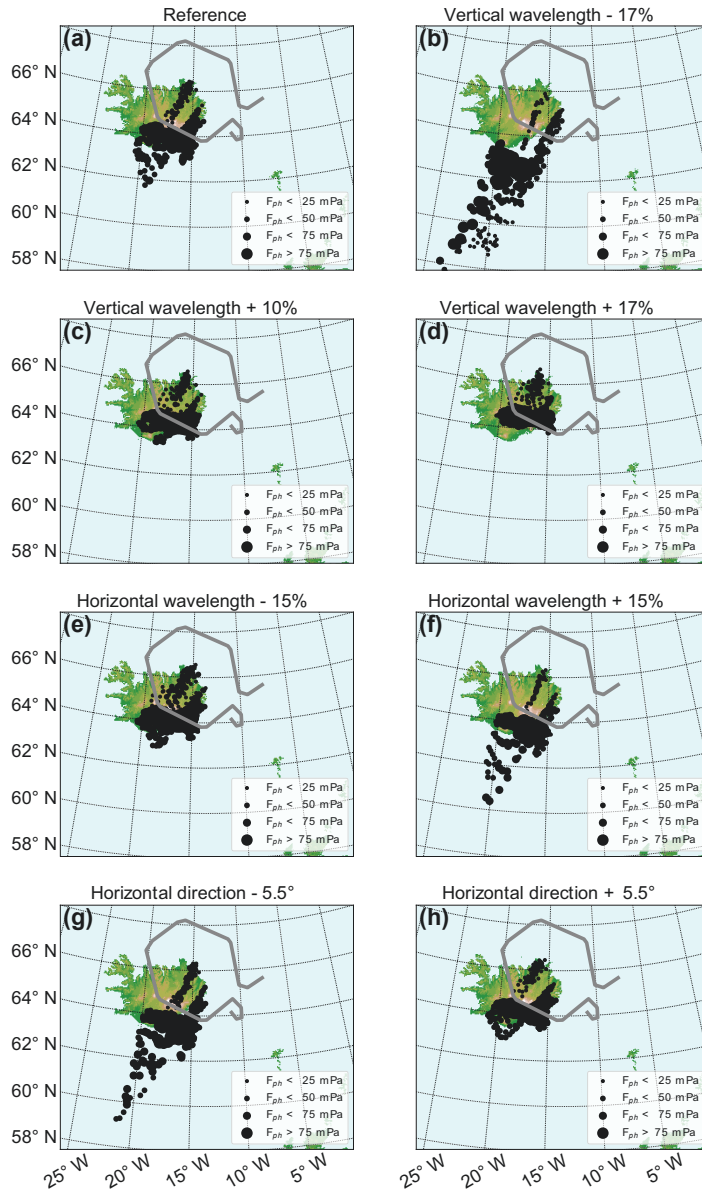 Reference
Vertical wavelength - 17%
(a)
(b)
66° N
64° N
62° N
60° N
58° N
F_ph < 25 mPa
F_ph < 50 mPa
F_ph < 75 mPa
F_ph > 75 mPa
F_ph < 25 mPa
F_ph < 50 mPa
F_ph < 75 mPa
F_ph > 75 mPa
Vertical wavelength + 10%
Vertical wavelength + 17%
(c)
(d)
66° N
64° N
62° N
60° N
58° N
F_ph < 25 mPa
F_ph < 50 mPa
F_ph < 75 mPa
F_ph > 75 mPa
F_ph < 25 mPa
F_ph < 50 mPa
F_ph < 75 mPa
F_ph > 75 mPa
Horizontal wavelength - 15%
Horizontal wavelength + 15%
(e)
(f)
66° N
64° N
62° N
60° N
58° N
F_ph < 25 mPa
F_ph < 50 mPa
F_ph < 75 mPa
F_ph > 75 mPa
F_ph < 25 mPa
F_ph < 50 mPa
F_ph < 75 mPa
F_ph > 75 mPa
Horizontal direction - 5.5°
Horizontal direction + 5.5°
(g)
(h)
66° N
64° N
62° N
60° N
58° N
F_ph < 25 mPa
F_ph < 50 mPa
F_ph < 75 mPa
F_ph > 75 mPa
F_ph < 25 mPa
F_ph < 50 mPa
F_ph < 75 mPa
F_ph > 75 mPa
25° W
20° W
15° W
10° W
5° W
25° W
20° W
15° W
10° W
5° W